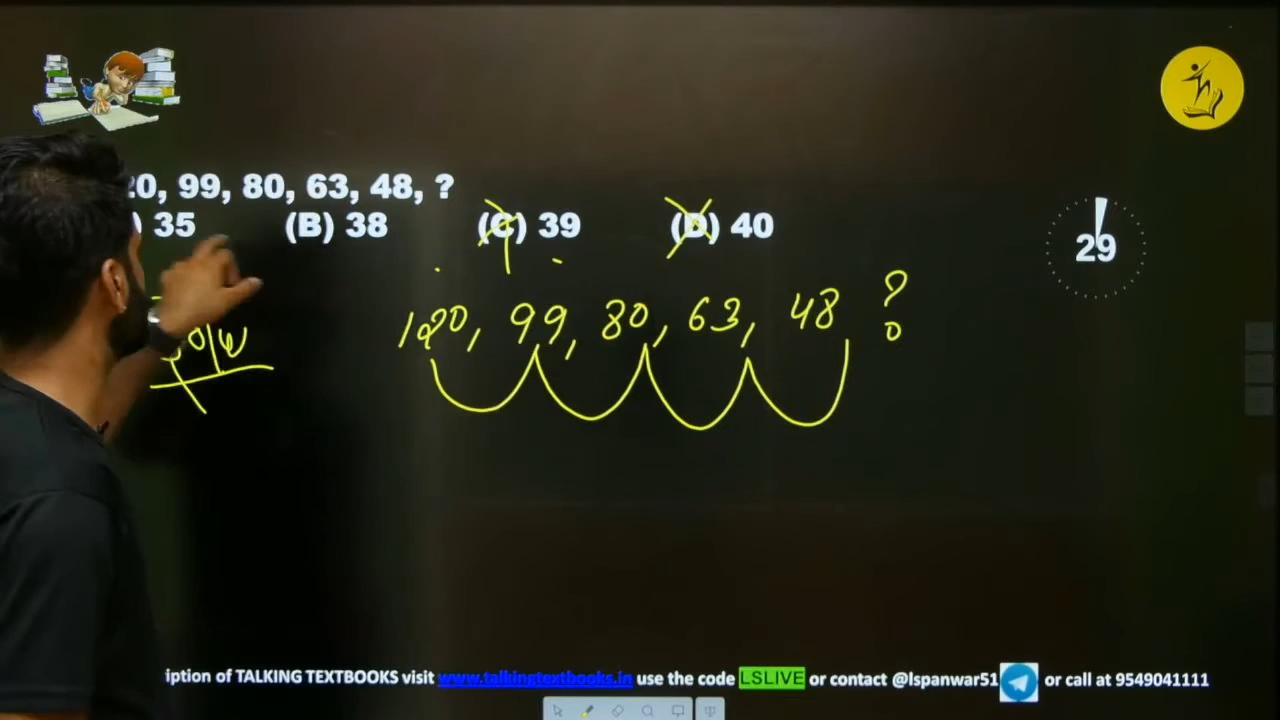 20, 99, 80, 63, 48, ?
) 35 (B) 38 (C) 39 (D) 40
29
120, 99, 80, 63, 48 ?
iption of TALKING TEXTBOOKS visit www.talkingtextbooks.in use the code LSLIVE or contact @lspanwar51 or call at 9549041111